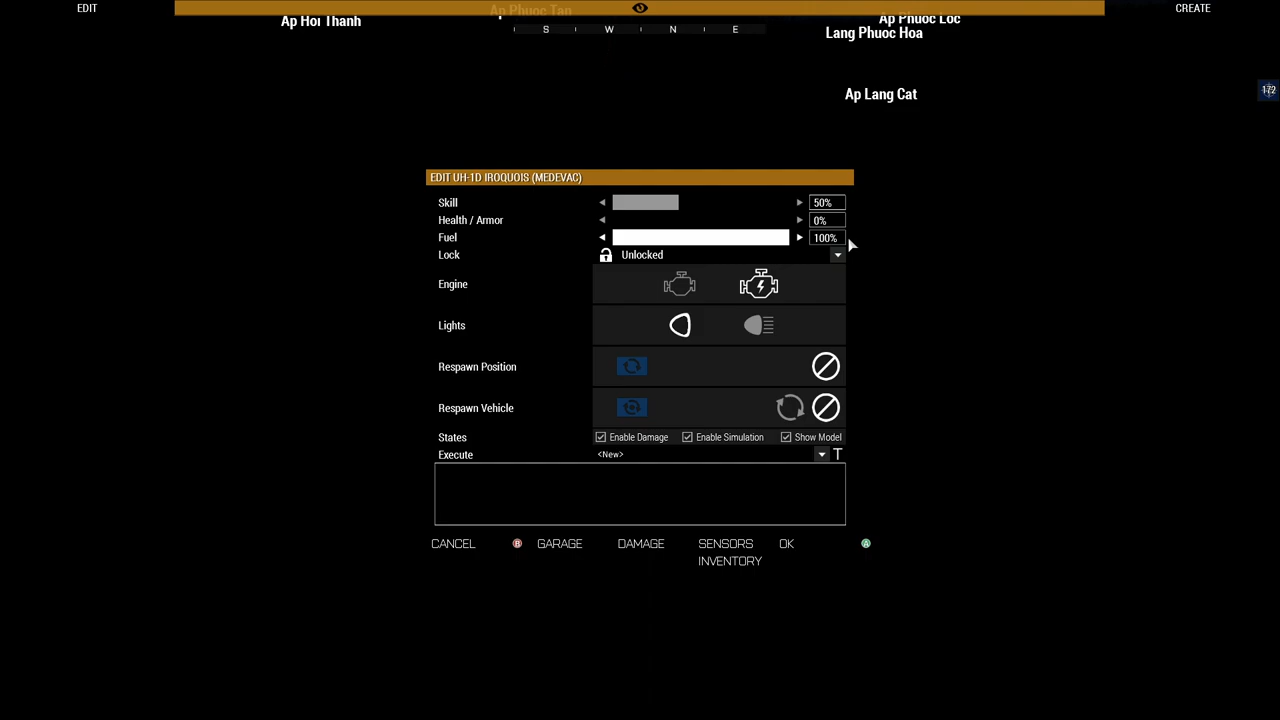 EDIT
CREATE
Ap Hoi Thanh
Ap Phuoc Tan
Ap Phuoc Loc
S W N E
Lang Phuoc Hoa
172
Ap Lang Cat
EDIT UH-1D IROQUOIS (MEDEVAC)
Skill 50%
Health / Armor 0%
Fuel 100%
Lock Unlocked
Engine
Lights
Respawn Position
Respawn Vehicle
States Enable Damage Enable Simulation Show Model
Execute <New> T
CANCEL B GARAGE DAMAGE SENSORS OK A
INVENTORY